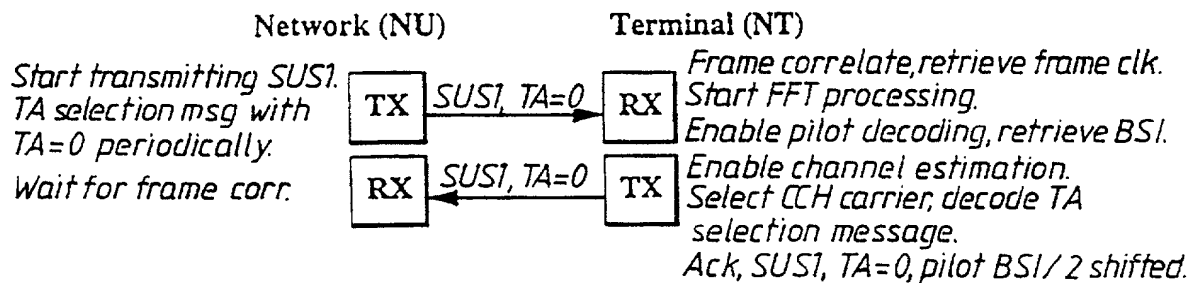 Network (NU)
Terminal (NT)
Start transmitting SUS1.
TA selection msg with
TA=0 periodically.
Wait for frame corr.
TX
SUS1, TA=0
RX
RX
SUS1, TA=0
TX
Frame correlate, retrieve frame clk.
Start FFT processing.
Enable pilot decoding, retrieve BSI.
Enable channel estimation.
Select CCH carrier, decode TA
selection message.
Ack, SUS1, TA=0, pilot BSI/2 shifted.